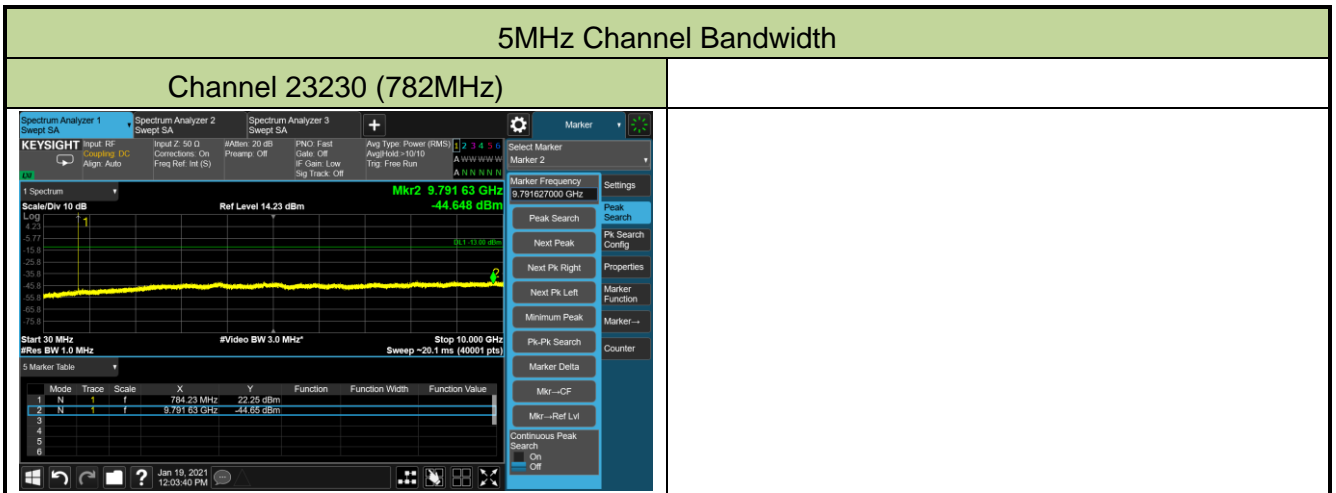 5MHz Channel Bandwidth
Channel 23230 (782MHz)
Spectrum Analyzer 1
Swept SA
Spectrum Analyzer 2
Swept SA
Spectrum Analyzer 3
Swept SA
+
Marker
KEYSIGHT
Input: RF
Coupling: DC
Align: Auto
Input Z: 50 Ω
Corrections: On
Freq Ref: Int (S)
#Atten: 20 dB
Preamp: Off
PNO: Fast
Gate: Off
IF Gain: Low
Sig Track: Off
Avg Type: Power (RMS)
Avg|Hold:>10/10
Trig: Free Run
1 2 3 4 5 6
A W W W W W
A N N N N N
Select Marker
Marker 2
1 Spectrum
Mkr2 9.791 63 GHz
Scale/Div 10 dB
Ref Level 14.23 dBm
-44.648 dBm
Log
4.23
-5.77
-15.8
-25.8
-35.8
-45.8
-55.8
-65.8
-75.8
1
DL1 -13.00 dBm
Start 30 MHz
#Video BW 3.0 MHz*
Stop 10.000 GHz
#Res BW 1.0 MHz
Sweep ~20.1 ms (40001 pts)
5 Marker Table
Mode Trace Scale X Y Function Function Width Function Value
1 N 1 f 784.23 MHz 22.25 dBm
2 N 1 f 9.791 63 GHz -44.65 dBm
3
4
5
6
Marker Frequency
9.791627000 GHz
Peak Search
Next Peak
Next Pk Right
Next Pk Left
Minimum Peak
Pk-Pk Search
Marker Delta
Mkr→CF
Mkr→Ref Lvl
Continuous Peak
Search
On
Off
Settings
Peak
Search
Pk Search
Config
Properties
Marker
Function
Marker→
Counter
?
Jan 19, 2021
12:03:40 PM